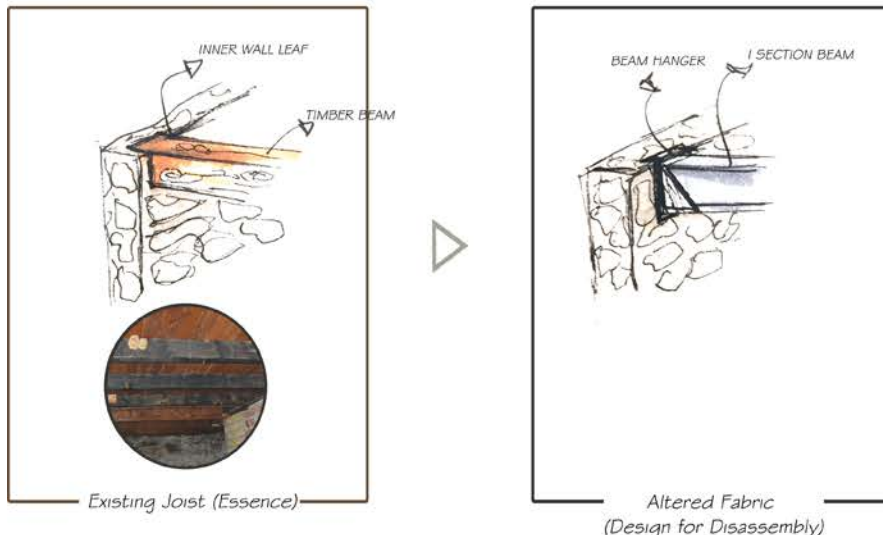 INNER WALL LEAF
TIMBER BEAM
Existing Joist (Essence)
BEAM HANGER
I SECTION BEAM
Altered Fabric
(Design for Disassembly)